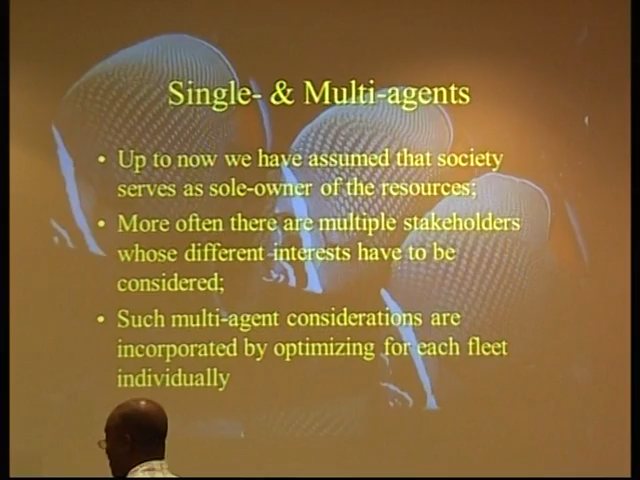 Single- & Multi-agents
• Up to now we have assumed that society
serves as sole-owner of the resources;
• More often there are multiple stakeholders
whose different interests have to be
considered;
• Such multi-agent considerations are
incorporated by optimizing for each fleet
individually